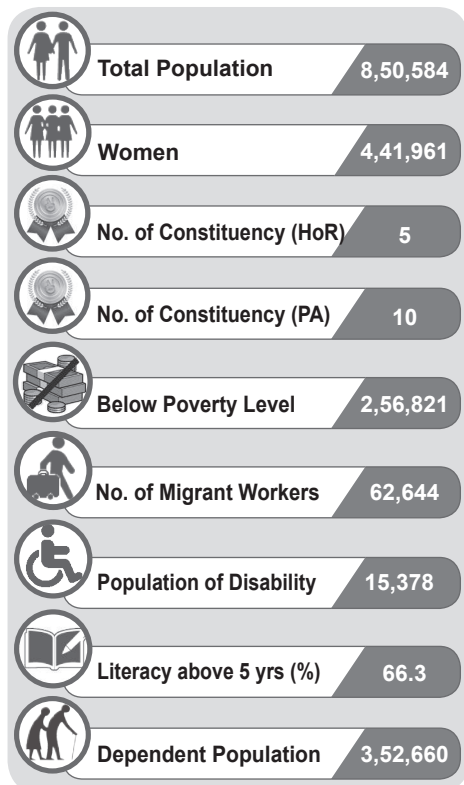 Total Population 8,50,584
Women 4,41,961
No. of Constituency (HoR) 5
No. of Constituency (PA) 10
Below Poverty Level 2,56,821
No. of Migrant Workers 62,644
Population of Disability 15,378
Literacy above 5 yrs (%) 66.3
Dependent Population 3,52,660